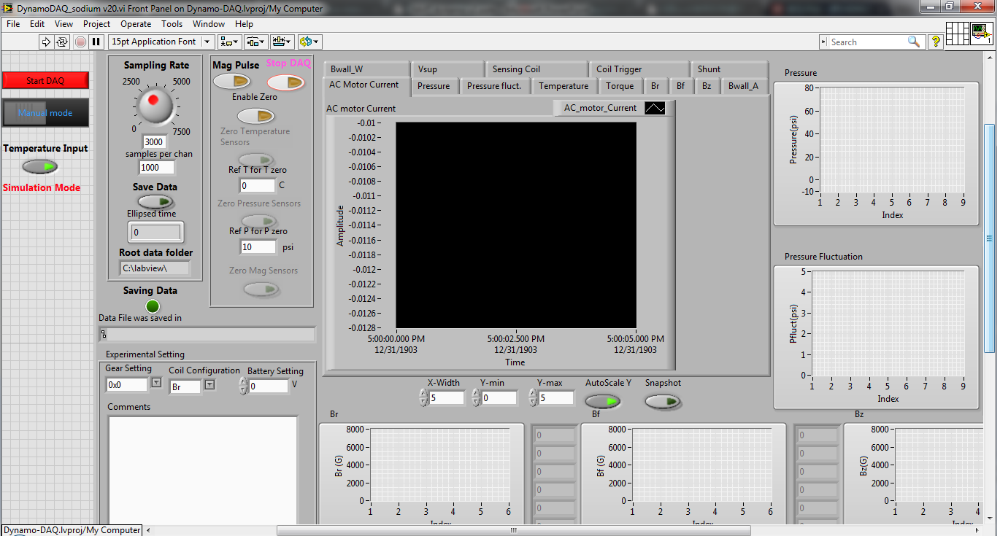 DynamoDAQ_sodium v20.vi Front Panel on Dynamo-DAQ.lvproj/My Computer
File Edit View Project Operate Tools Window Help
15pt Application Font
Search
?
1
Start DAQ
Manual mode
Temperature Input
Simulation Mode
Sampling Rate
2500 5000
0 7500
3000
samples per chan
1000
Save Data
Ellipsed time
0
Root data folder
C:\labview\
Saving Data
Data File was saved in
Mag Pulse Stop DAQ
Enable Zero
Zero Temperature
Sensors
Ref T for T zero
0 C
Zero Pressure Sensors
Ref P for P zero
10 psi
Zero Mag Sensors
Experimental Setting
Gear Setting Coil Configuration Battery Setting
0x0 Br 0 V
Comments
Bwall_W Vsup Sensing Coil Coil Trigger Shunt
AC Motor Current Pressure Pressure fluct. Temperature Torque Br Bf Bz Bwall_A
AC motor Current AC_motor_Current
Amplitude
-0.01
-0.0102
-0.0104
-0.0106
-0.0108
-0.011
-0.0112
-0.0114
-0.0116
-0.0118
-0.012
-0.0122
-0.0124
-0.0126
-0.0128
5:00:00.000 PM 5:00:02.500 PM 5:00:05.000 PM
12/31/1903 12/31/1903 12/31/1903
Time
X-Width Y-min Y-max AutoScale Y Snapshot
5 0 5
Pressure
Pressure(psi)
80
60
40
20
0
-10
1 2 3 4 5 6 7 8 9
Index
Pressure Fluctuation
Pfluct(psi)
5
4
3
2
1
0
1 2 3 4 5 6 7 8 9
Index
Br
Br (G)
8000
6000
4000
2000
0
1 2 3 4 5 6
Index
0
0
0
0
0
Bf
Bf (G)
8000
6000
4000
2000
0
1 2 3 4 5 6
Index
0
0
0
0
0
Bz
Bz(G)
8000
6000
4000
2000
0
1 2 3 4
Index
Dynamo-DAQ.lvproj/My Computer